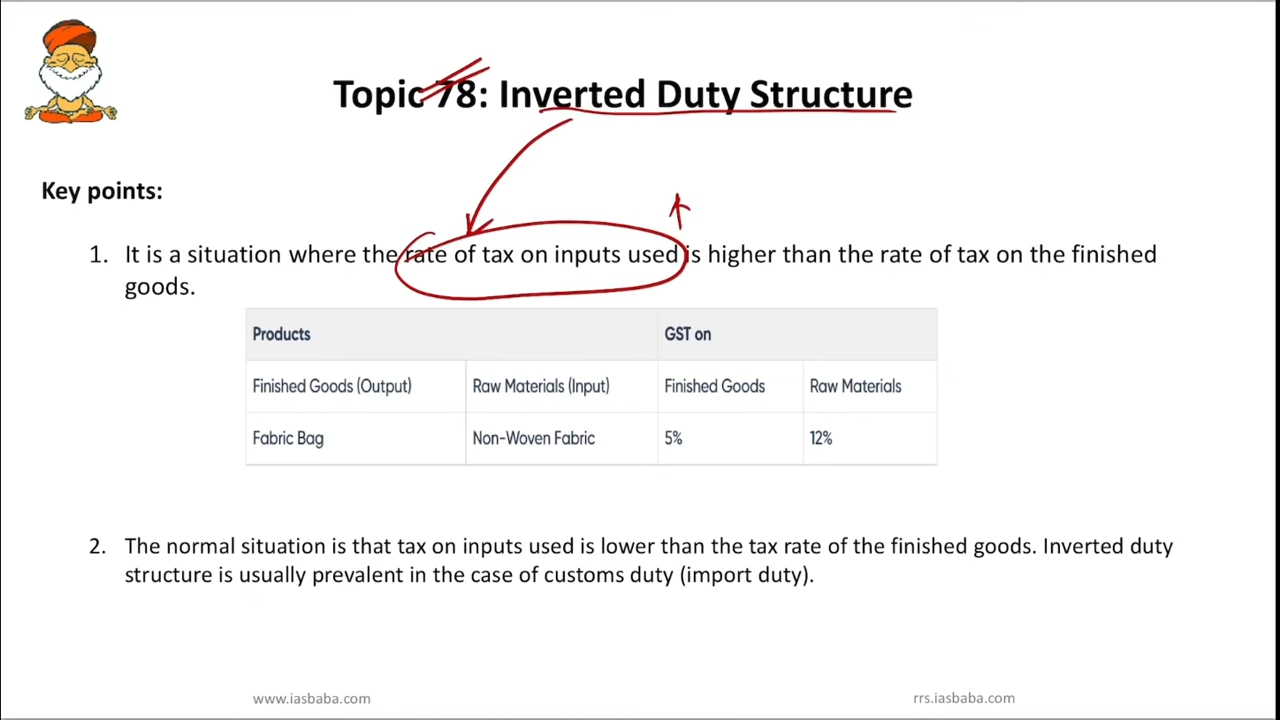 Topic 78: Inverted Duty Structure
Key points:
1. It is a situation where the rate of tax on inputs used is higher than the rate of tax on the finished
goods.
Products GST on
Finished Goods (Output) Raw Materials (Input) Finished Goods Raw Materials
Fabric Bag Non-Woven Fabric 5% 12%
2. The normal situation is that tax on inputs used is lower than the tax rate of the finished goods. Inverted duty
structure is usually prevalent in the case of customs duty (import duty).
www.iasbaba.com rrs.iasbaba.com